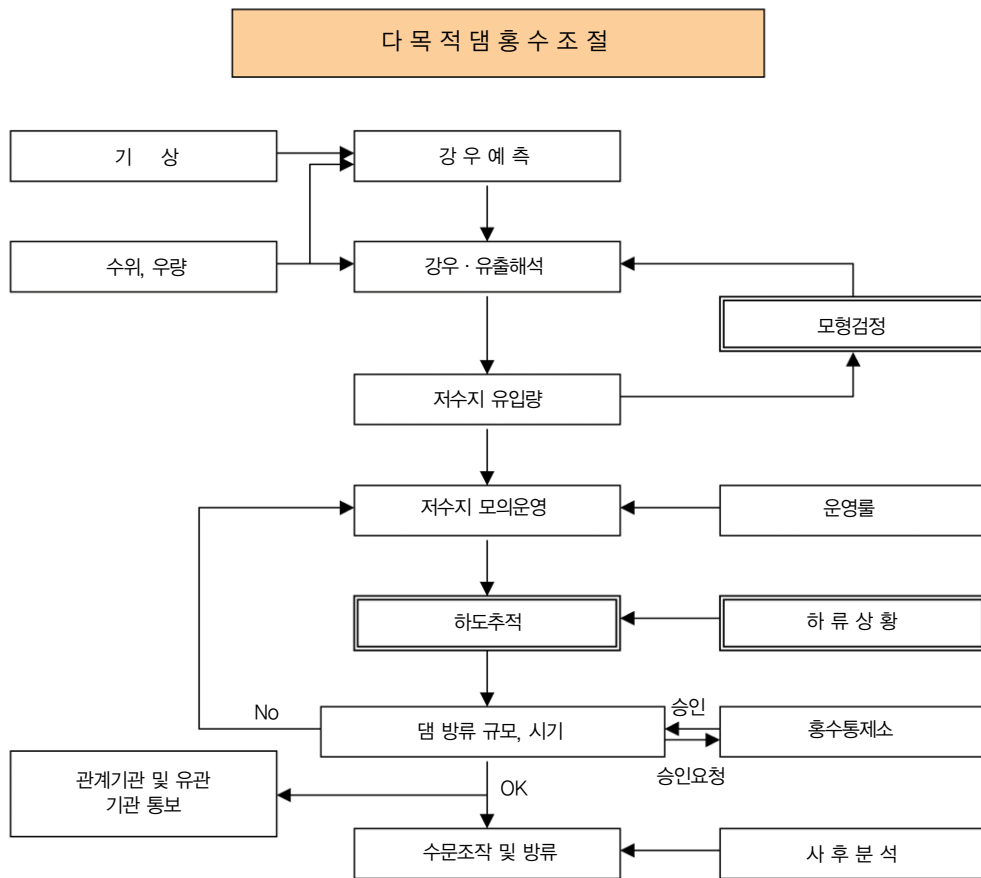 다 목 적 댐 홍 수 조 절
기 상
강 우 예 측
수위, 우량
강우 · 유출해석
모형검정
저수지 유입량
저수지 모의운영
운영룰
하도추적
하 류 상 황
No
댐 방류 규모, 시기
승인
홍수통제소
승인요청
관계기관 및 유관
기관 통보
OK
수문조작 및 방류
사 후 분 석